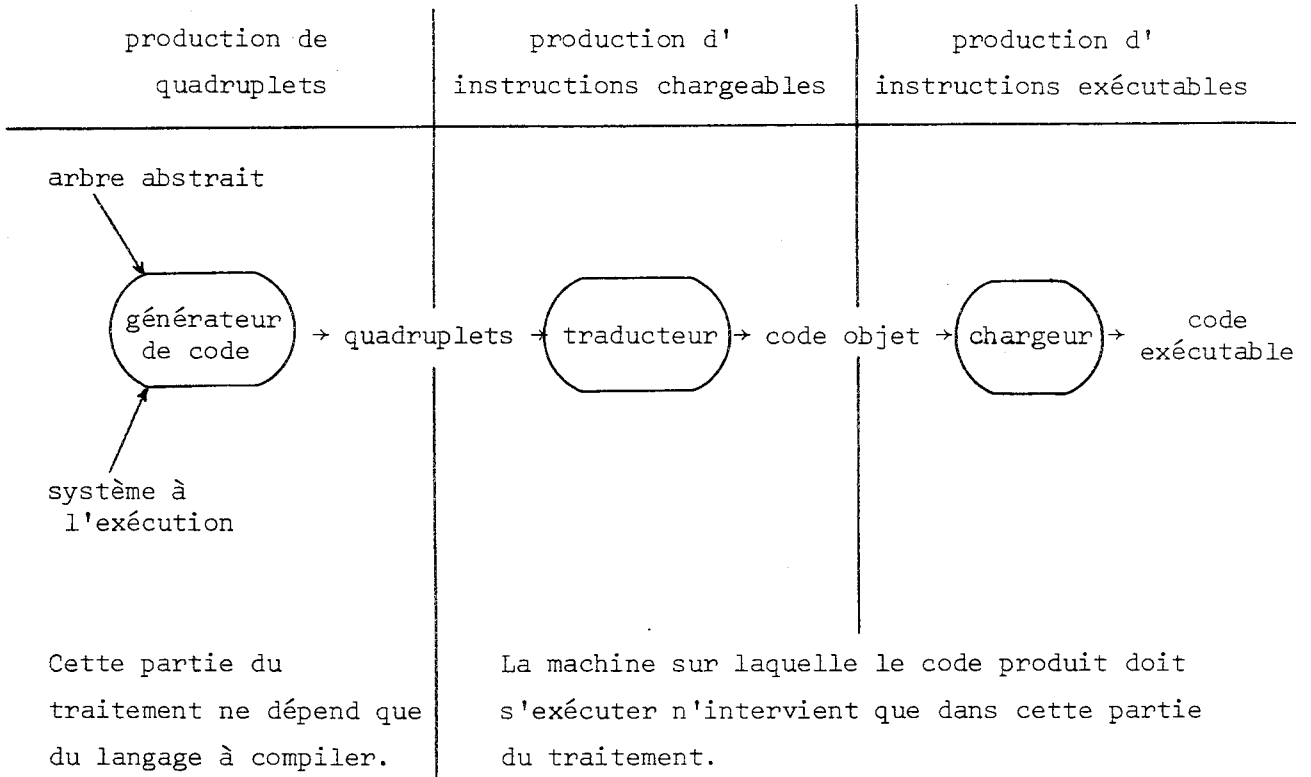 production de
quadruplets
production d'
instructions chargeables
production d'
instructions exécutables
arbre abstrait
générateur
de code
→ quadruplets →
traducteur
→ code objet →
chargeur
→ code
exécutable
système à
l'exécution
Cette partie du
traitement ne dépend que
du langage à compiler.
La machine sur laquelle le code produit doit
s'exécuter n'intervient que dans cette partie
du traitement.